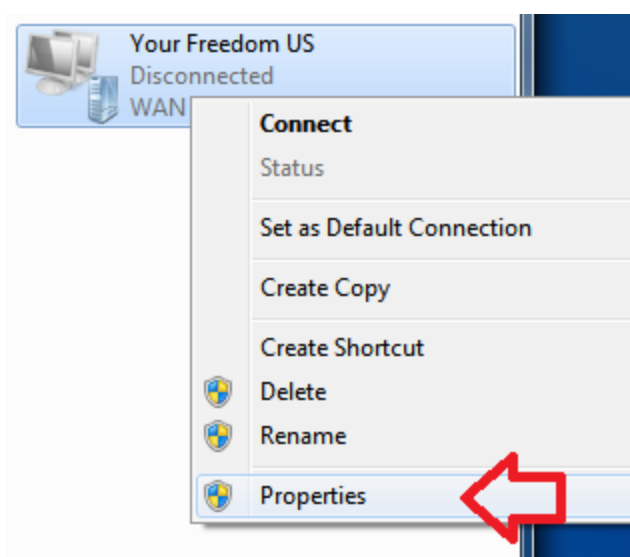 Your Freedom US
Disconnected
WAN
Connect
Status
Set as Default Connection
Create Copy
Create Shortcut
Delete
Rename
Properties